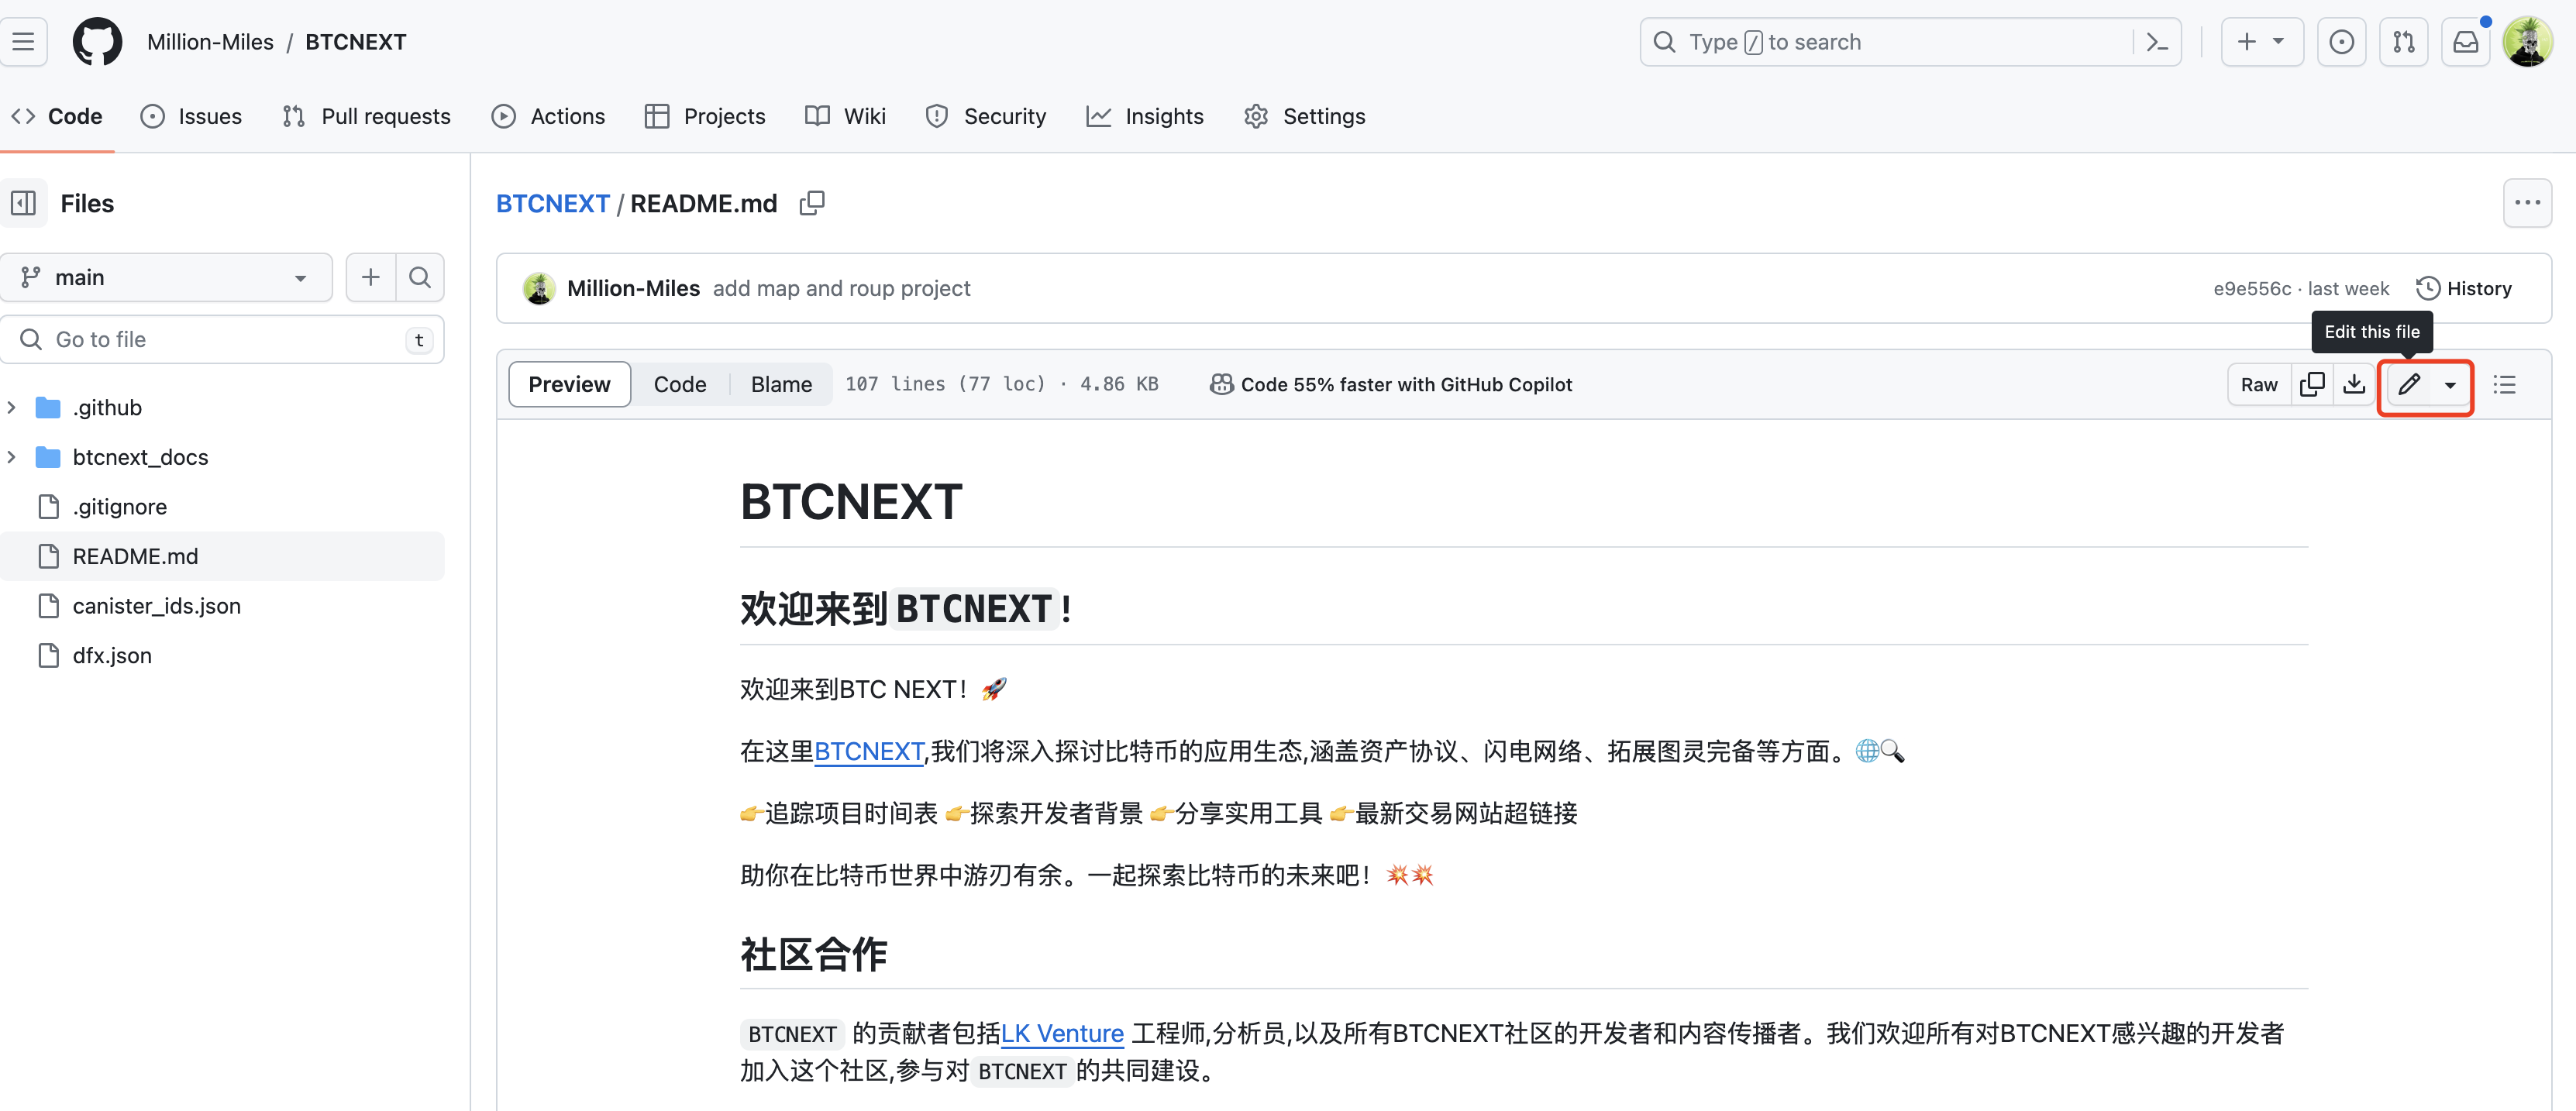 Million-Miles / BTCNEXT
Type / to search
Code Issues Pull requests Actions Projects Wiki Security Insights Settings
Files
main
Go to file t
.github
btcnext_docs
.gitignore
README.md
canister_ids.json
dfx.json
BTCNEXT / README.md
Million-Miles add map and roup project e9e556c · last week History
Edit this file
Preview Code Blame 107 lines (77 loc) · 4.86 KB Code 55% faster with GitHub Copilot Raw
BTCNEXT
欢迎来到BTCNEXT!
欢迎来到BTC NEXT！🚀
在这里BTCNEXT,我们将深入探讨比特币的应用生态,涵盖资产协议、闪电网络、拓展图灵完备等方面。🌐🔍
👉追踪项目时间表 👉探索开发者背景 👉分享实用工具 👉最新交易网站超链接
助你在比特币世界中游刃有余。一起探索比特币的未来吧！💥💥
社区合作
BTCNEXT 的贡献者包括LK Venture 工程师,分析员,以及所有BTCNEXT社区的开发者和内容传播者。我们欢迎所有对BTCNEXT感兴趣的开发者
加入这个社区,参与对 BTCNEXT 的共同建设。